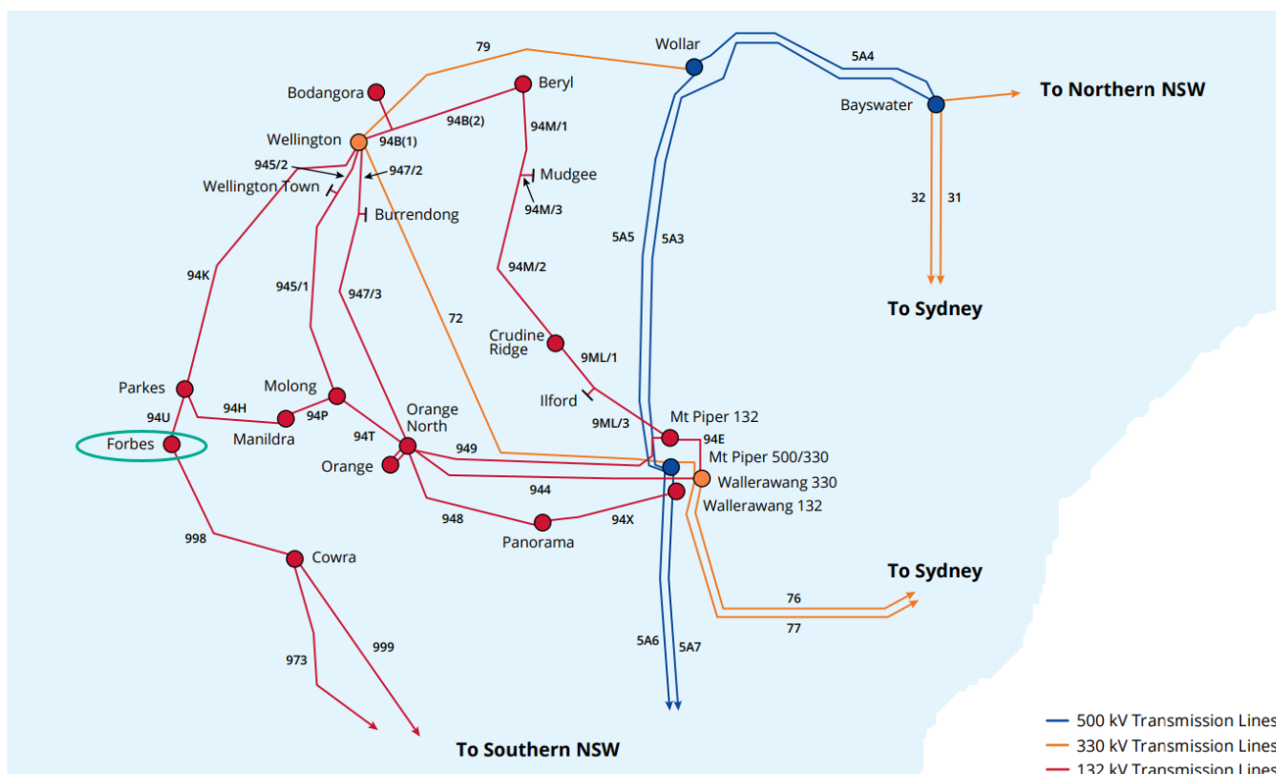 79
Wollar
5A4
Bodangora
Beryl
Bayswater
To Northern NSW
94B(2)
94M/1
Wellington
94B(1)
945/2
947/2
Wellington Town
Mudgee
94M/3
Burrendong
32
31
5A5
5A3
94K
94M/2
945/1
947/3
72
To Sydney
Crudine
Ridge
9ML/1
Parkes
Molong
Ilford
94U
94H
94P
Manildra
Orange
North
9ML/3
Mt Piper 132
94T
94E
Forbes
949
Mt Piper 500/330
Orange
944
Wallerawang 330
Wallerawang 132
948
94X
Panorama
998
Cowra
To Sydney
76
77
5A6
5A7
973
999
To Southern NSW
500 kV Transmission Lines
330 kV Transmission Lines
132 kV Transmission Lines